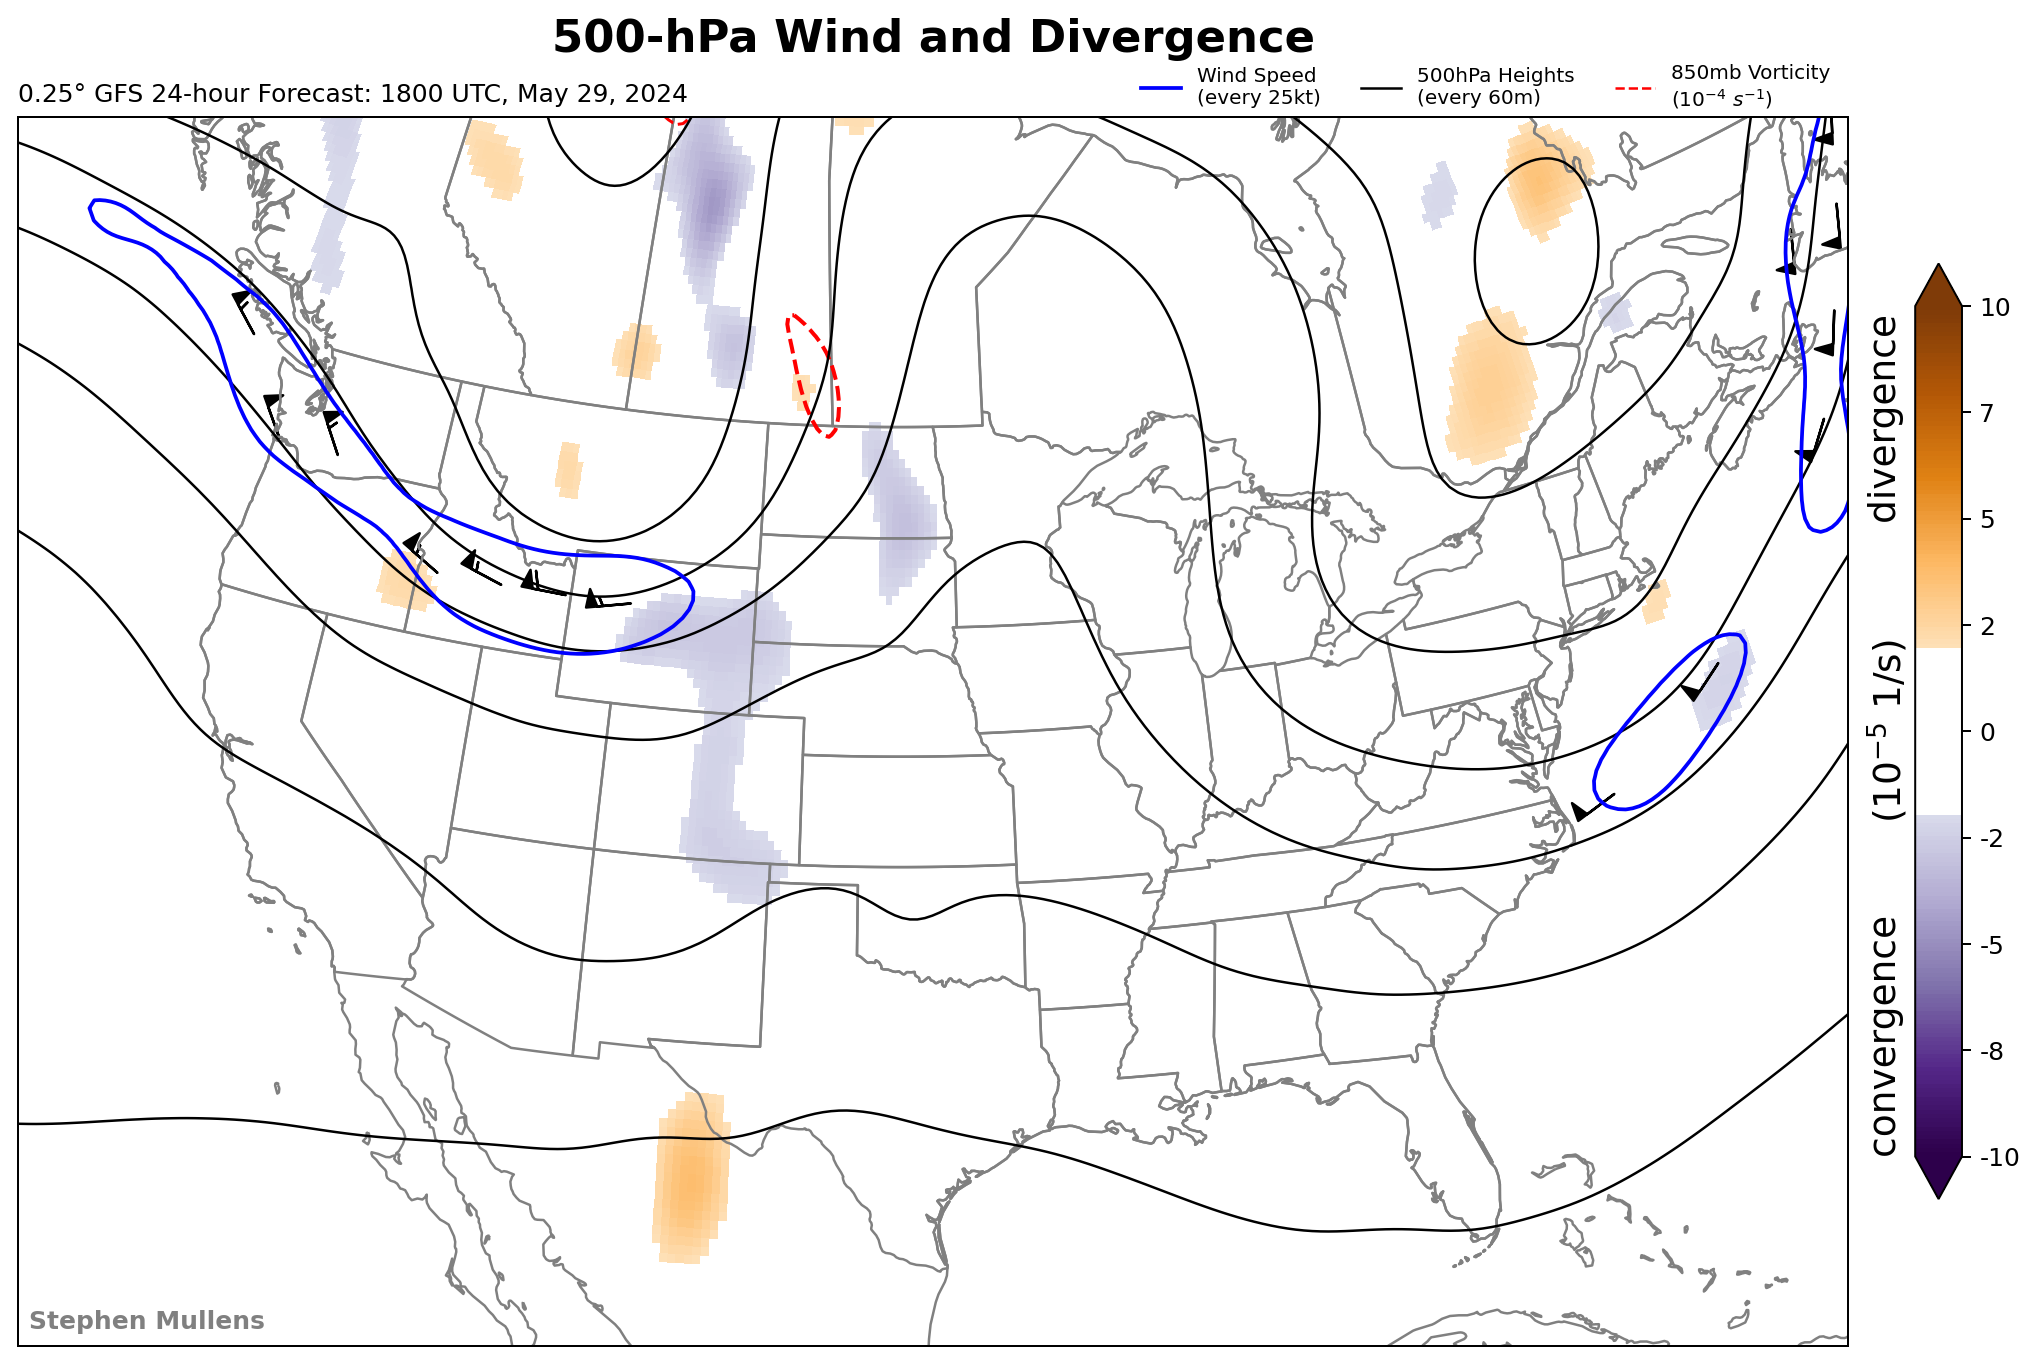 500-hPa Wind and Divergence
0.25° GFS 24-hour Forecast: 1800 UTC, May 29, 2024
Wind Speed
(every 25kt)
500hPa Heights
(every 60m)
850mb Vorticity
(10⁻⁴ s⁻¹)
10
7
5
2
0
-2
-5
-8
-10
convergence (10⁻⁵ 1/s) divergence
Stephen Mullens